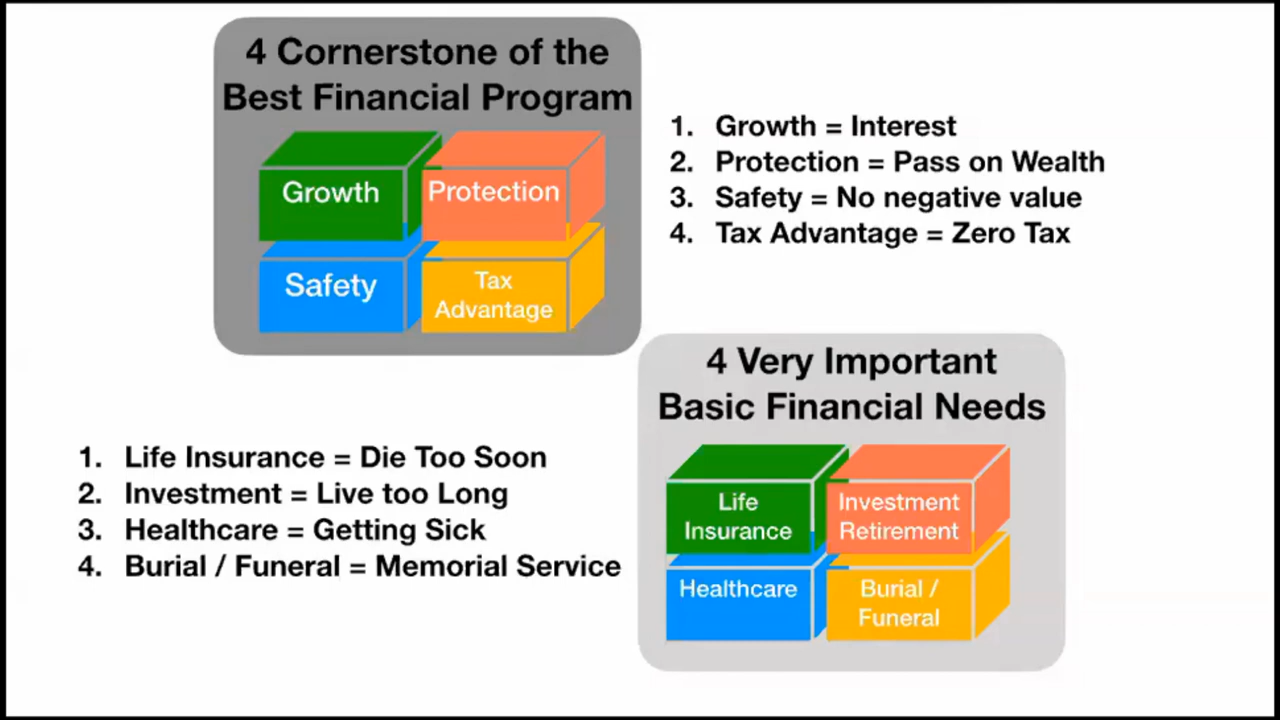 4 Cornerstone of the
Best Financial Program
Growth
Protection
Safety
Tax
Advantage
1. Growth = Interest
2. Protection = Pass on Wealth
3. Safety = No negative value
4. Tax Advantage = Zero Tax
1. Life Insurance = Die Too Soon
2. Investment = Live too Long
3. Healthcare = Getting Sick
4. Burial / Funeral = Memorial Service
4 Very Important
Basic Financial Needs
Life
Insurance
Investment
Retirement
Healthcare
Burial /
Funeral